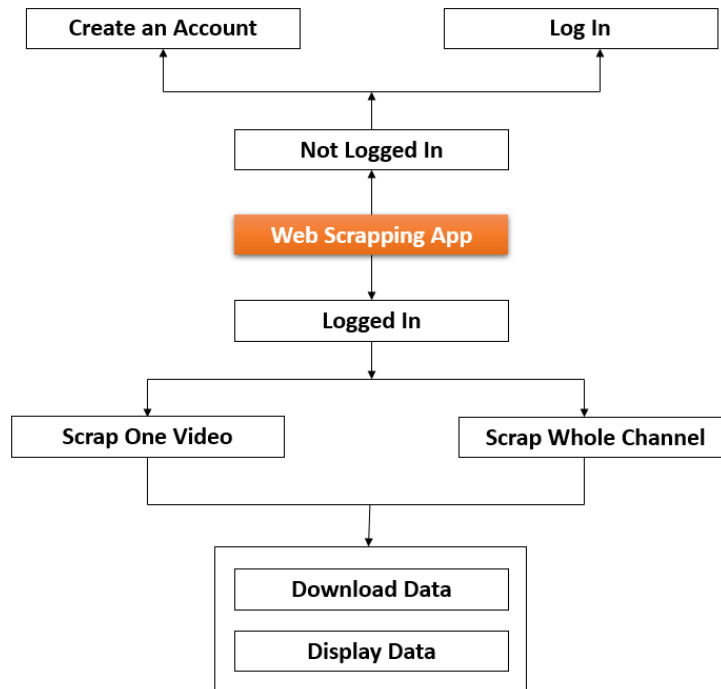 Create an Account
Log In
Not Logged In
Web Scrapping App
Logged In
Scrap One Video
Scrap Whole Channel
Download Data
Display Data